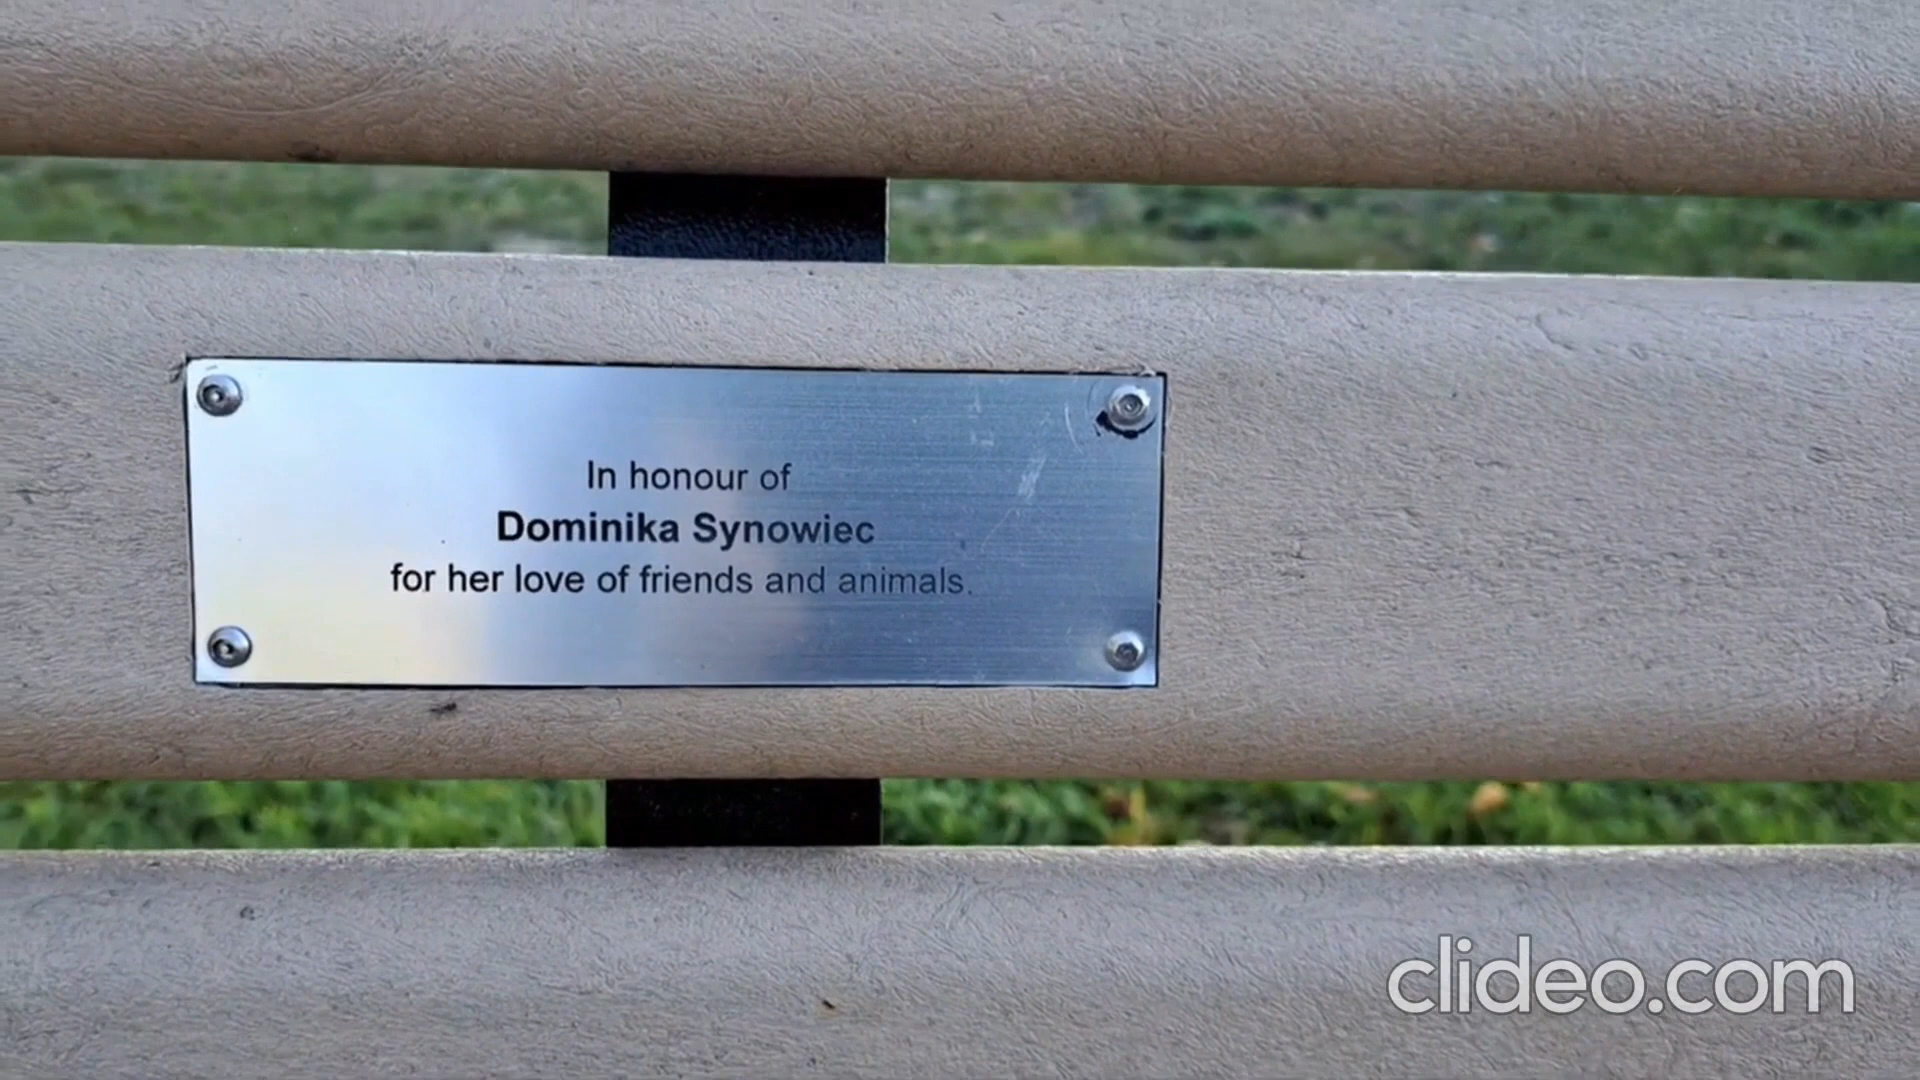 In honour of
Dominika Synowiec
for her love of friends and animals.
clideo.com